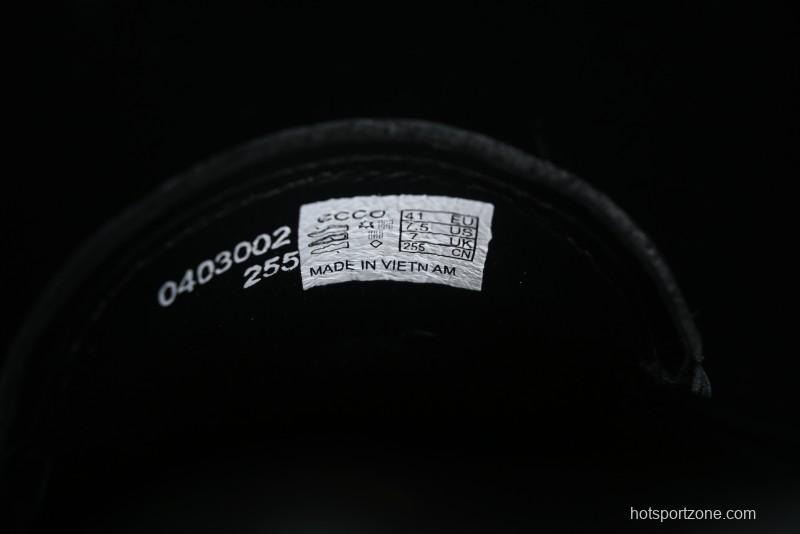 0403002
255
ecco
41 EU
7.5 US
7 UK
255 CN
MADE IN VIETNAM
hotsportzone.com